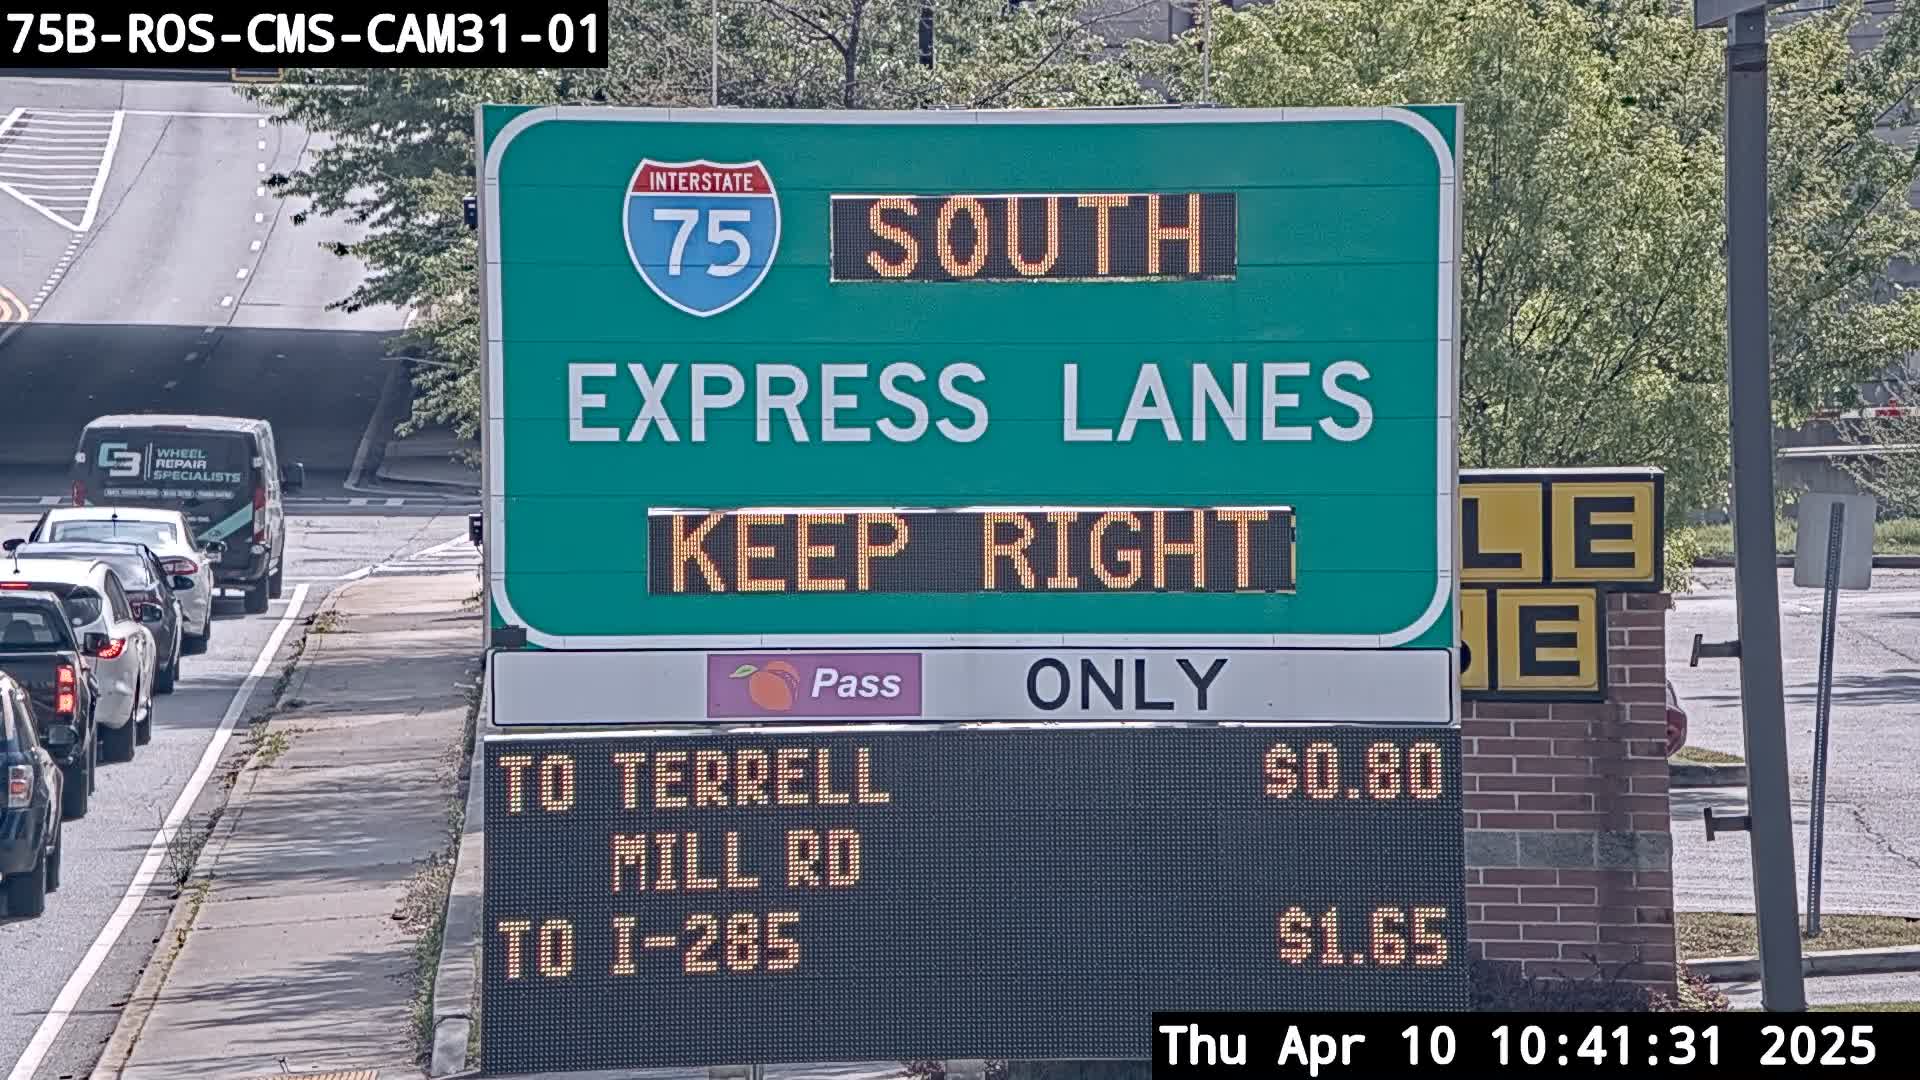 75B-ROS-CMS-CAM31-01
INTERSTATE
75
SOUTH
EXPRESS LANES
KEEP RIGHT
Pass ONLY
TO TERRELL $0.80
MILL RD
TO I-285 $1.65
C3 WHEEL
REPAIR
SPECIALISTS
LE
E
Thu Apr 10 10:41:31 2025